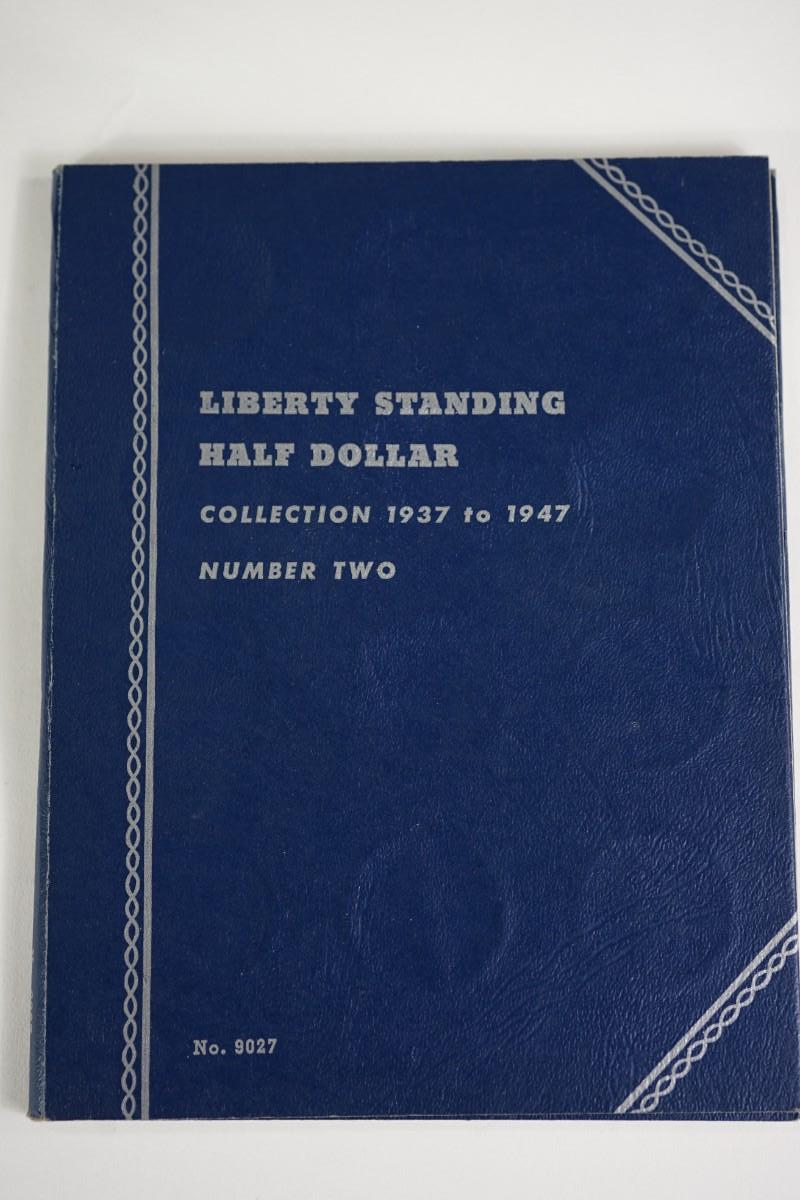 LIBERTY STANDING
HALF DOLLAR
COLLECTION 1937 to 1947
NUMBER TWO
No. 9027